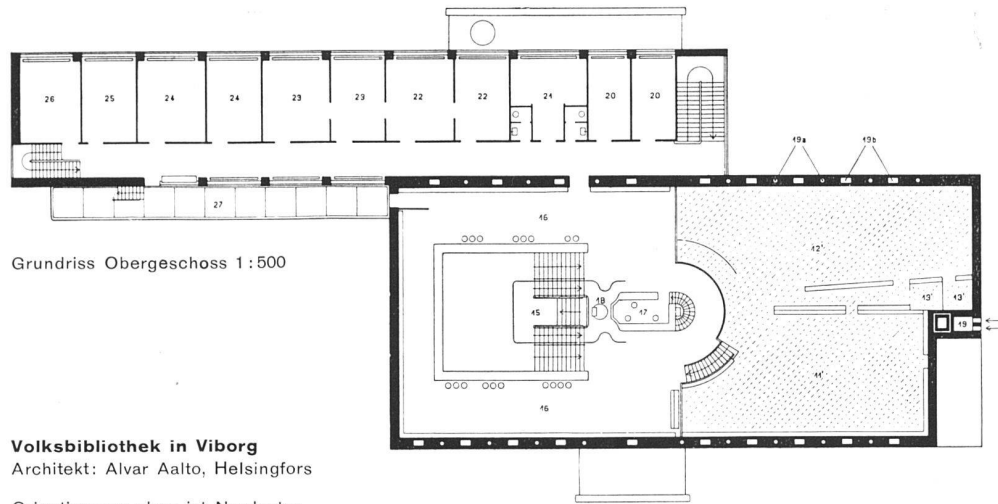 26 25 24 24 23 23 22 22 21 20 20
19a 19b
27
16
12'
Grundriss Obergeschoss 1:500
13' 13'
18
15 17
19
11'
16
Volksbibliothek in Viborg
Architekt: Alvar Aalto, Helsingfors